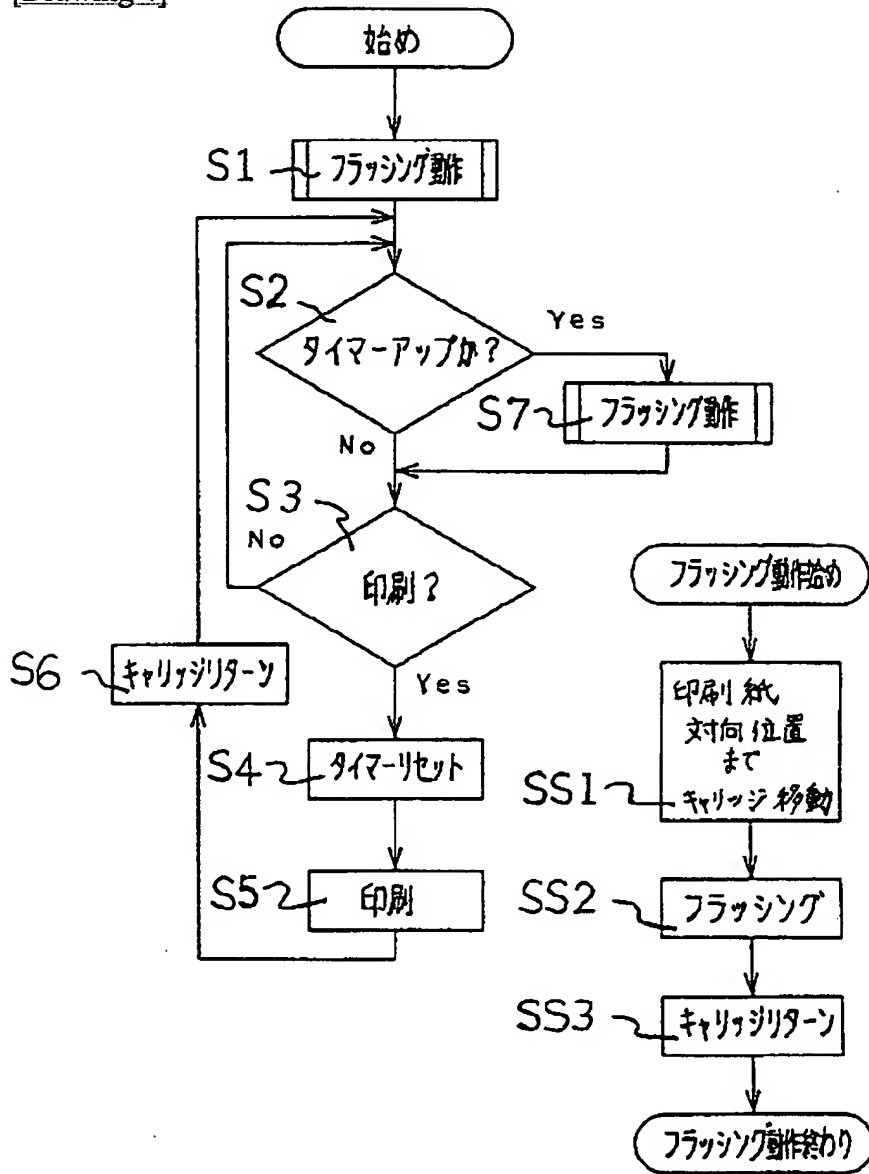 始め
S1
フラッシング動作
S2
タイマーアップか?
Yes
S7
フラッシング動作
No
S3
No
印刷?
Yes
S6
キャリッジリターン
S4
タイマーリセット
S5
印刷
フラッシング動作始め
印刷紙
対向位置
まで
キャリッジ移動
SS1
SS2
フラッシング
SS3
キャリッジリターン
フラッシング動作終わり